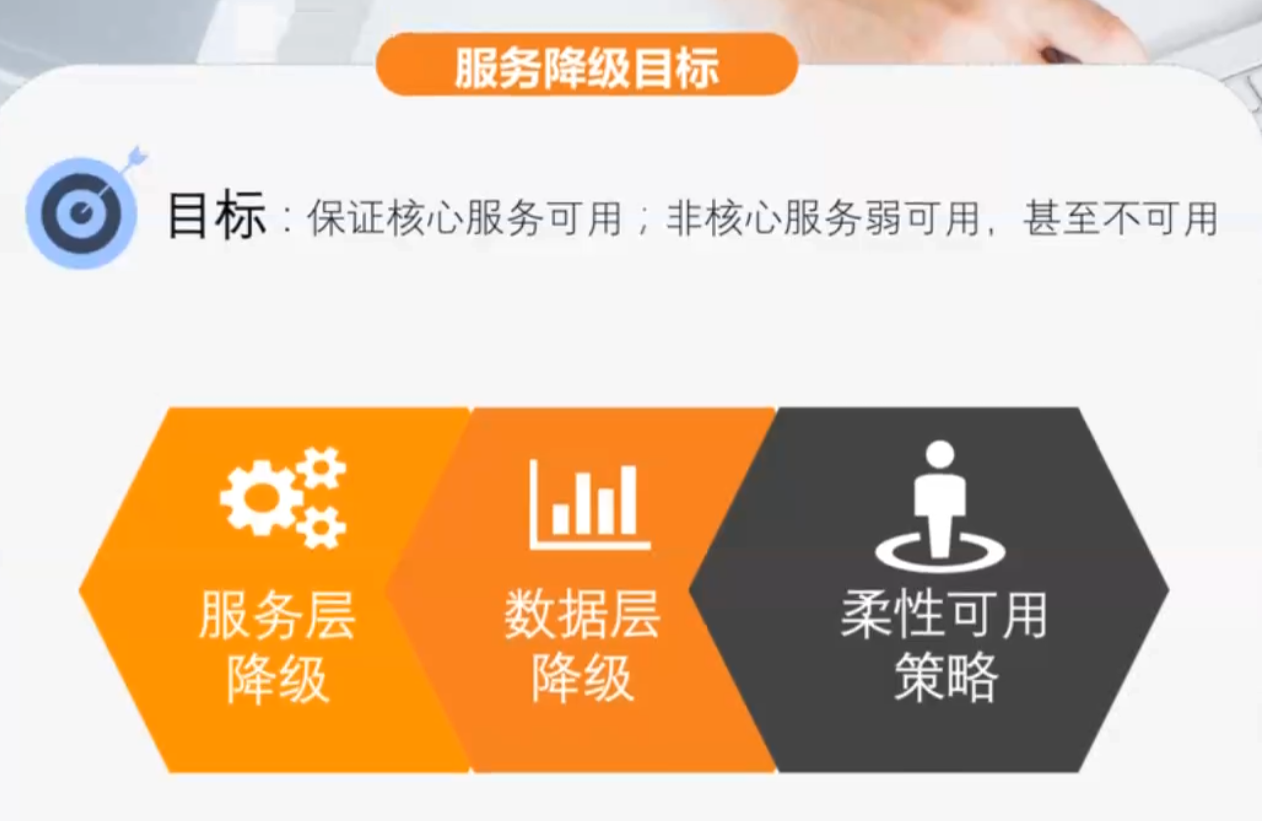 服务降级目标
目标：保证核心服务可用；非核心服务弱可用，甚至不可用
服务层
降级
数据层
降级
柔性可用
策略